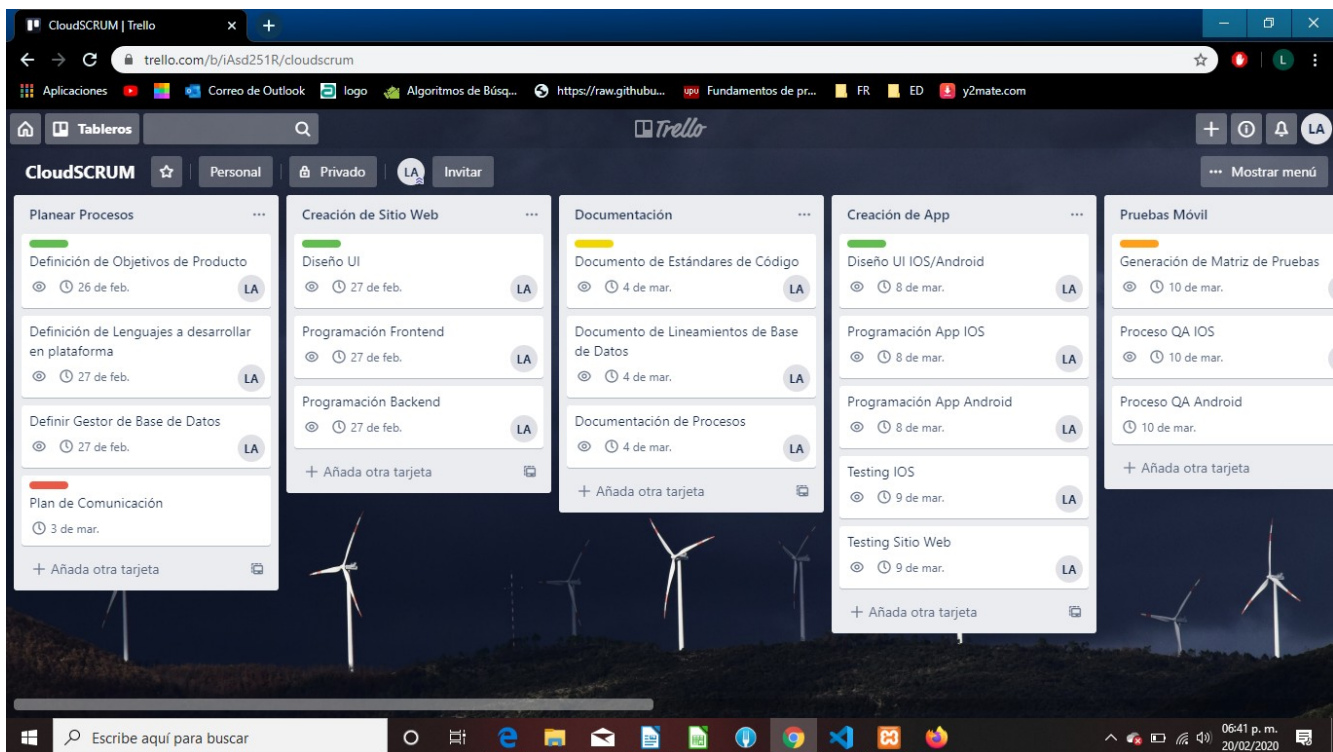 CloudSCRUM | Trello
trello.com/b/iAsd251R/cloudscrum
L
Aplicaciones
Correo de Outlook
logo
Algoritmos de Búsq...
https://raw.githubu...
upv Fundamentos de pr...
FR
ED
y2mate.com
Tableros
Trello
LA
CloudSCRUM
Personal
Privado
LA
Invitar
... Mostrar menú
Planear Procesos
Definición de Objetivos de Producto
26 de feb.
LA
Definición de Lenguajes a desarrollar
en plataforma
27 de feb.
LA
Definir Gestor de Base de Datos
27 de feb.
LA
Plan de Comunicación
3 de mar.
+ Añada otra tarjeta
Creación de Sitio Web
Diseño UI
27 de feb.
LA
Programación Frontend
27 de feb.
LA
Programación Backend
27 de feb.
LA
+ Añada otra tarjeta
Documentación
Documento de Estándares de Código
4 de mar.
LA
Documento de Lineamientos de Base
de Datos
4 de mar.
LA
Documentación de Procesos
4 de mar.
LA
+ Añada otra tarjeta
Creación de App
Diseño UI IOS/Android
8 de mar.
LA
Programación App IOS
8 de mar.
LA
Programación App Android
8 de mar.
LA
Testing IOS
9 de mar.
LA
Testing Sitio Web
9 de mar.
LA
+ Añada otra tarjeta
Pruebas Móvil
Generación de Matriz de Pruebas
10 de mar.
Proceso QA IOS
10 de mar.
Proceso QA Android
10 de mar.
+ Añada otra tarjeta
Escribe aquí para buscar
06:41 p. m.
20/02/2020